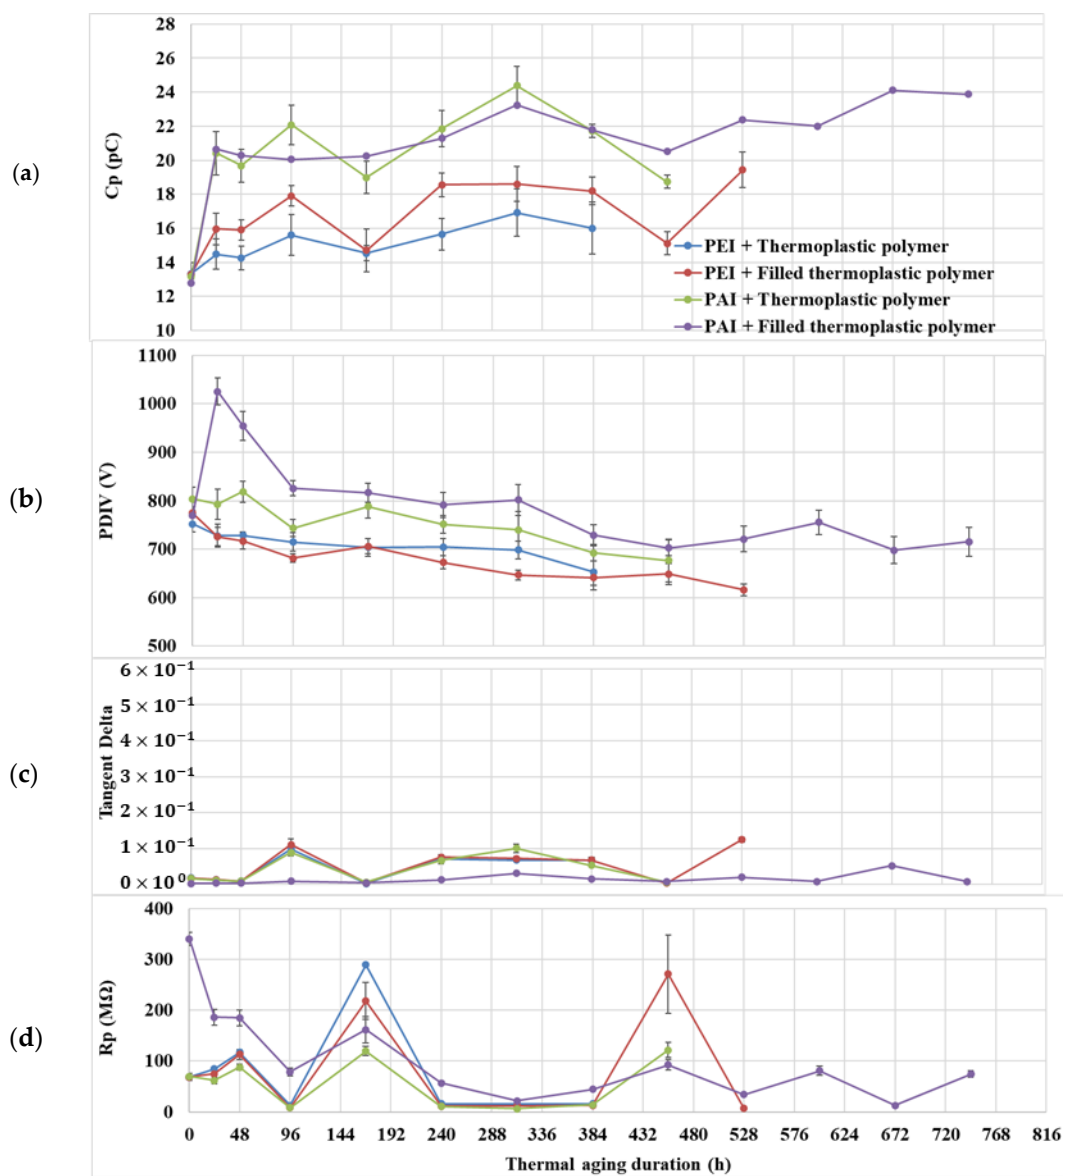 (a)
Cp (pC)
28
26
24
22
20
18
16
14
12
10
PEI + Thermoplastic polymer
PEI + Filled thermoplastic polymer
PAI + Thermoplastic polymer
PAI + Filled thermoplastic polymer
(b)
PDIV (V)
1100
1000
900
800
700
600
500
(c)
Tangent Delta
6 × 10⁻¹
5 × 10⁻¹
4 × 10⁻¹
3 × 10⁻¹
2 × 10⁻¹
1 × 10⁻¹
0 × 10⁰
(d)
Rp (MΩ)
400
300
200
100
0
0 48 96 144 192 240 288 336 384 432 480 528 576 624 672 720 768 816
Thermal aging duration (h)